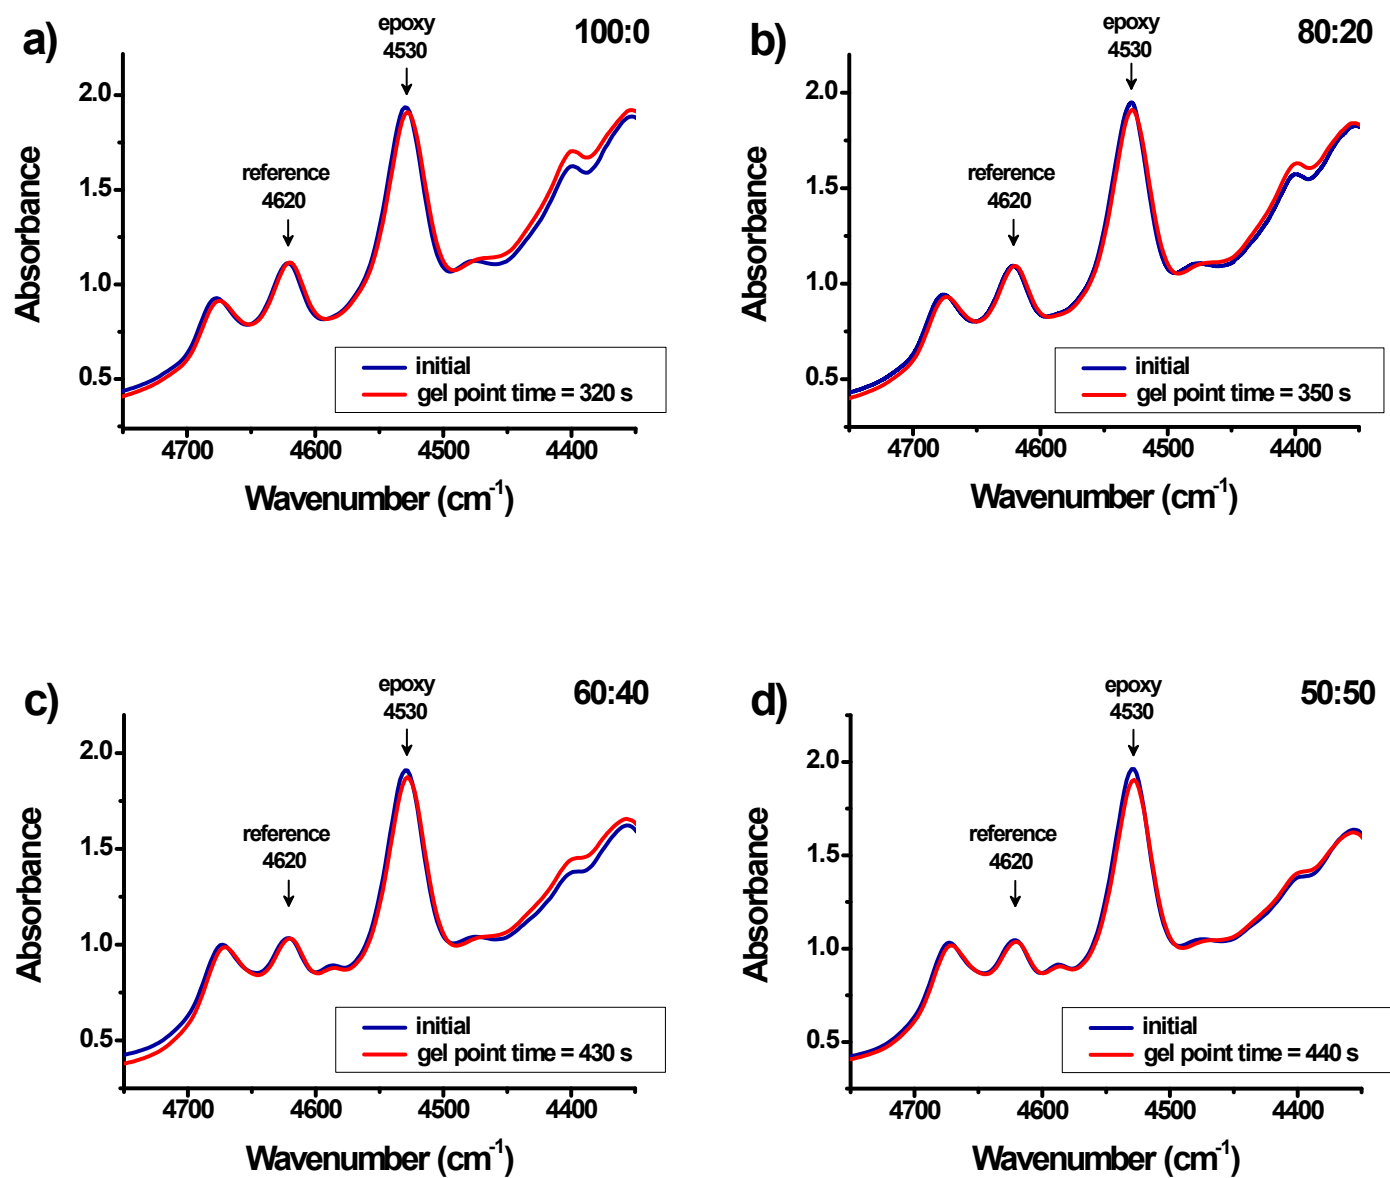 a)
epoxy
4530
100:0
reference
4620
2.0
1.5
1.0
0.5
Absorbance
initial
gel point time = 320 s
4700 4600 4500 4400
Wavenumber (cm-1)
b)
epoxy
4530
80:20
reference
4620
2.0
1.5
1.0
0.5
Absorbance
initial
gel point time = 350 s
4700 4600 4500 4400
Wavenumber (cm-1)
c)
epoxy
4530
60:40
reference
4620
2.0
1.5
1.0
0.5
Absorbance
initial
gel point time = 430 s
4700 4600 4500 4400
Wavenumber (cm-1)
d)
epoxy
4530
50:50
reference
4620
2.0
1.5
1.0
0.5
Absorbance
initial
gel point time = 440 s
4700 4600 4500 4400
Wavenumber (cm-1)